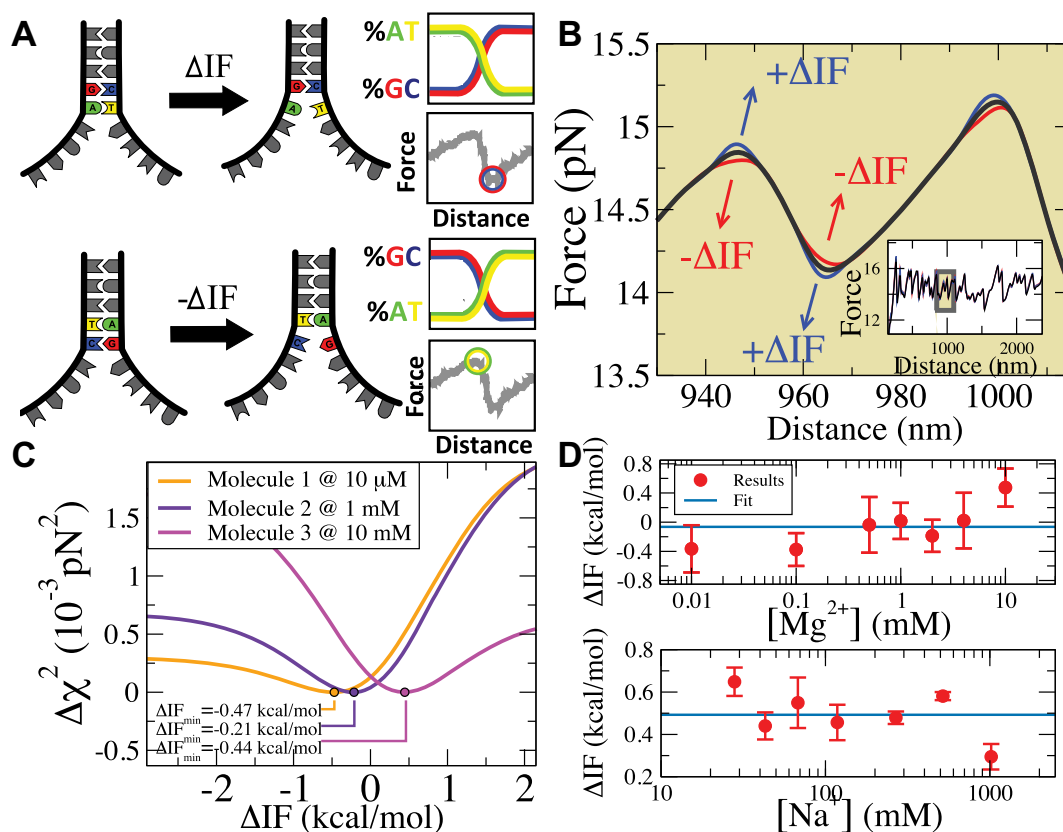 A
ΔIF
G C
A T
G C
A T
%AT
%GC
Force
Distance
-ΔIF
T A
C G
T A
C G
%GC
%AT
Force
Distance
B
15.5
15
14.5
14
13.5
Force (pN)
+ΔIF
-ΔIF
-ΔIF
+ΔIF
16
12
Force
1000 2000
Distance (nm)
940 960 980 1000
Distance (nm)
C
Molecule 1 @ 10 μM
Molecule 2 @ 1 mM
Molecule 3 @ 10 mM
1.5
1
0.5
0
-0.5
Δχ² (10⁻³ pN²)
ΔIFmin=-0.47 kcal/mol
ΔIFmin=-0.21 kcal/mol
ΔIFmin=-0.44 kcal/mol
-2 -1 0 1 2
ΔIF (kcal/mol)
D
Results
Fit
0.8
0.4
0
-0.4
-0.8
ΔIF (kcal/mol)
0.01 0.1 1 10
[Mg²⁺] (mM)
0.8
0.6
0.4
0.2
ΔIF (kcal/mol)
10 100 1000
[Na⁺] (mM)